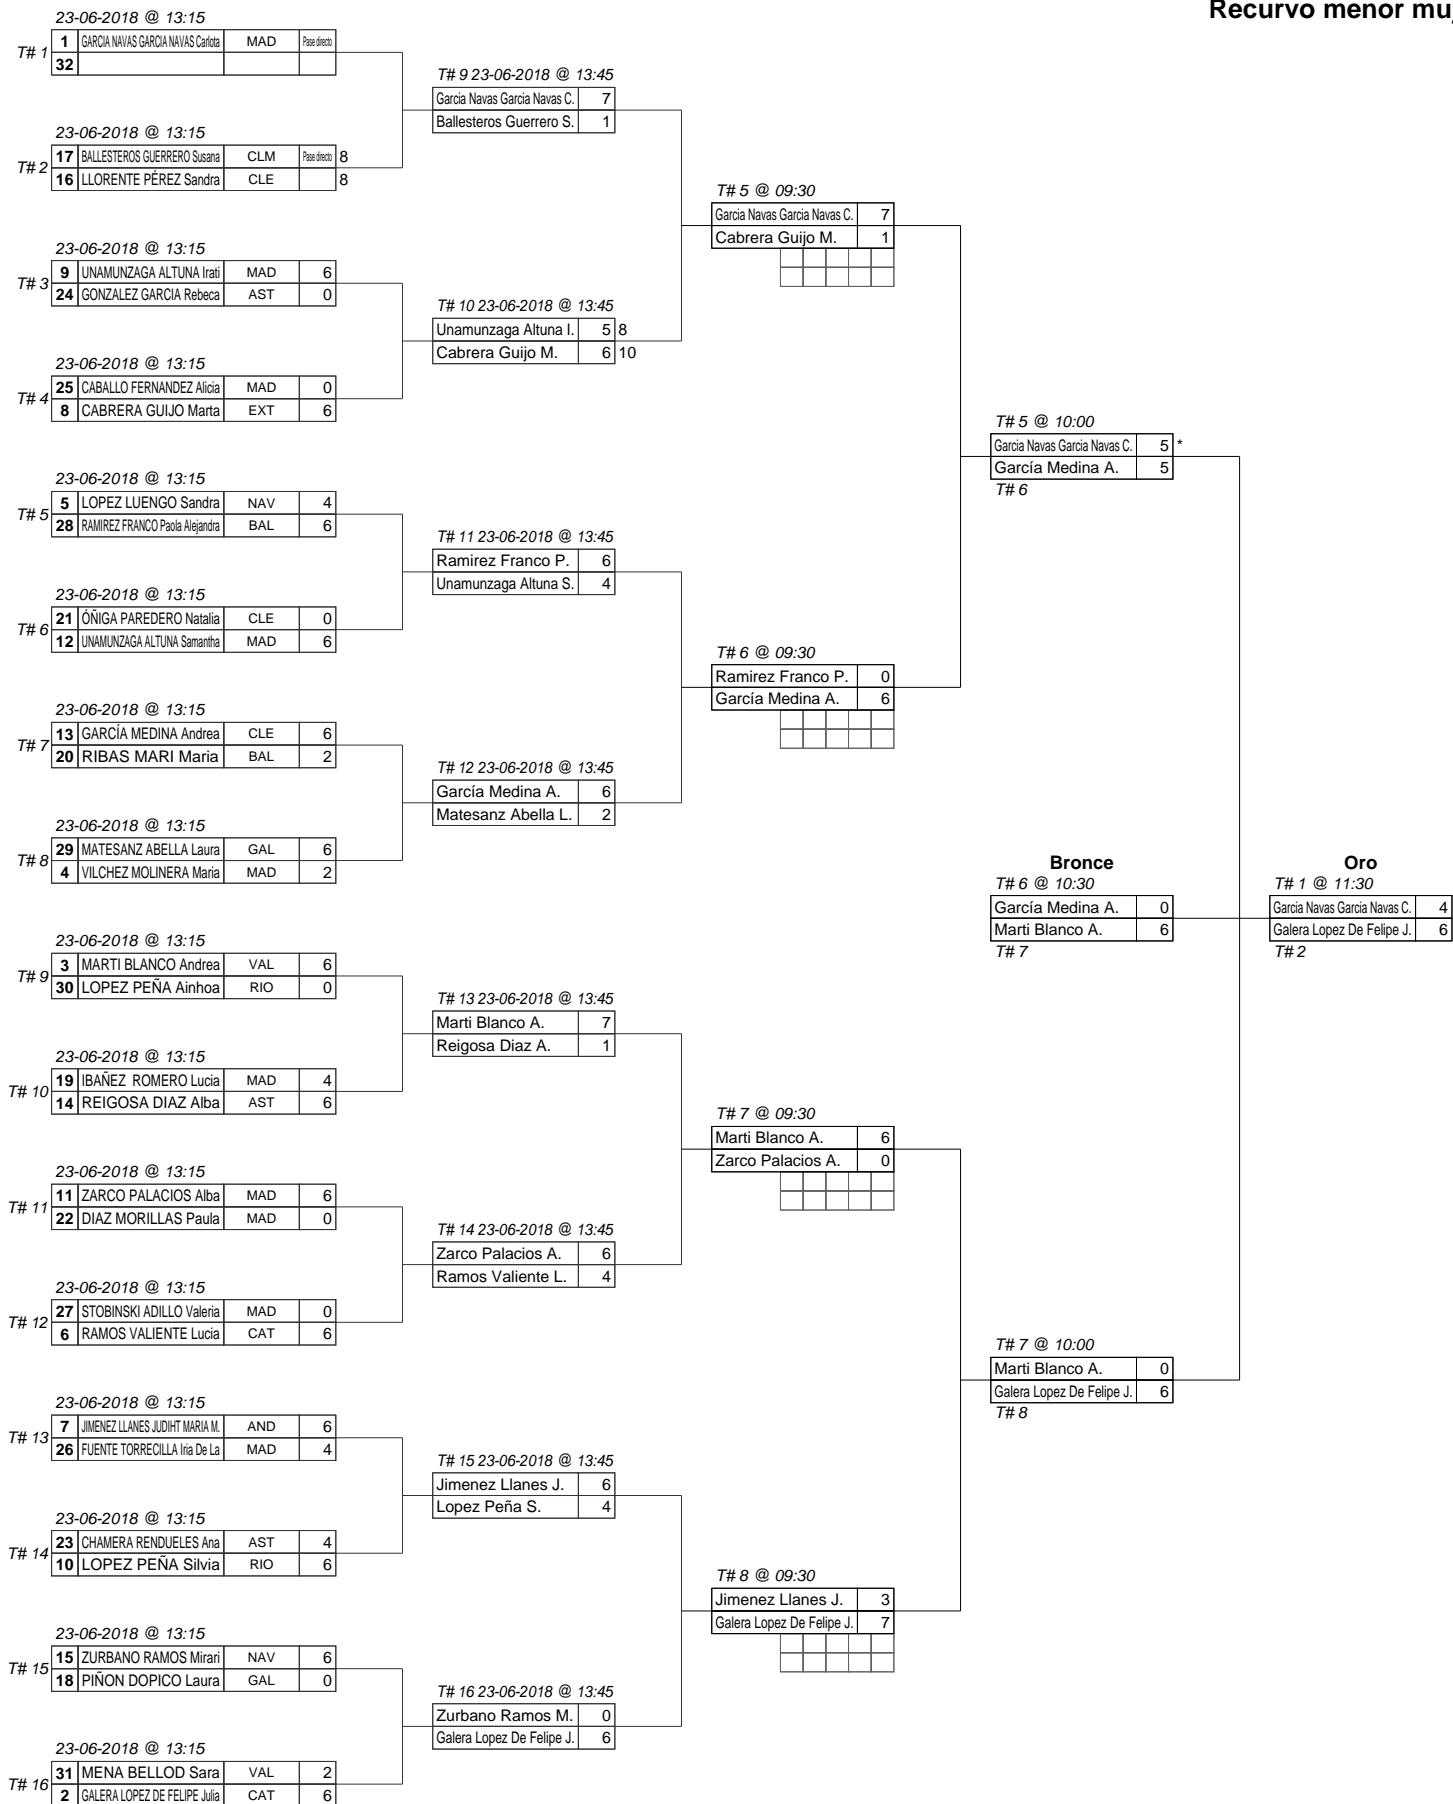 Recurvo menor mu
23-06-2018 @ 13:15
T# 1
1 GARCIA NAVAS GARCIA NAVAS Carlota MAD Pase directo
32
23-06-2018 @ 13:15
T# 2
17 BALLESTEROS GUERRERO Susana CLM Pase directo 8
16 LLORENTE PÉREZ Sandra CLE 8
23-06-2018 @ 13:15
T# 3
9 UNAMUNZAGA ALTUNA Irati MAD 6
24 GONZALEZ GARCIA Rebeca AST 0
23-06-2018 @ 13:15
T# 4
25 CABALLO FERNANDEZ Alicia MAD 0
8 CABRERA GUIJO Marta EXT 6
23-06-2018 @ 13:15
T# 5
5 LOPEZ LUENGO Sandra NAV 4
28 RAMIREZ FRANCO Paola Alejandra BAL 6
23-06-2018 @ 13:15
T# 6
21 ÓÑIGA PAREDERO Natalia CLE 0
12 UNAMUNZAGA ALTUNA Samantha MAD 6
23-06-2018 @ 13:15
T# 7
13 GARCÍA MEDINA Andrea CLE 6
20 RIBAS MARI Maria BAL 2
23-06-2018 @ 13:15
T# 8
29 MATESANZ ABELLA Laura GAL 6
4 VILCHEZ MOLINERA Maria MAD 2
23-06-2018 @ 13:15
T# 9
3 MARTI BLANCO Andrea VAL 6
30 LOPEZ PEÑA Ainhoa RIO 0
23-06-2018 @ 13:15
T# 10
19 IBAÑEZ ROMERO Lucia MAD 4
14 REIGOSA DIAZ Alba AST 6
23-06-2018 @ 13:15
T# 11
11 ZARCO PALACIOS Alba MAD 6
22 DIAZ MORILLAS Paula MAD 0
23-06-2018 @ 13:15
T# 12
27 STOBINSKI ADILLO Valeria MAD 0
6 RAMOS VALIENTE Lucia CAT 6
23-06-2018 @ 13:15
T# 13
7 JIMENEZ LLANES JUDIHT MARIA M. AND 6
26 FUENTE TORRECILLA Iria De La MAD 4
23-06-2018 @ 13:15
T# 14
23 CHAMERA RENDUELES Ana AST 4
10 LOPEZ PEÑA Silvia RIO 6
23-06-2018 @ 13:15
T# 15
15 ZURBANO RAMOS Mirari NAV 6
18 PIÑON DOPICO Laura GAL 0
23-06-2018 @ 13:15
T# 16
31 MENA BELLOD Sara VAL 2
2 GALERA LOPEZ DE FELIPE Julia CAT 6
T# 9 23-06-2018 @ 13:45
Garcia Navas Garcia Navas C. 7
Ballesteros Guerrero S. 1
T# 10 23-06-2018 @ 13:45
Unamunzaga Altuna I. 5 8
Cabrera Guijo M. 6 10
T# 11 23-06-2018 @ 13:45
Ramirez Franco P. 6
Unamunzaga Altuna S. 4
T# 12 23-06-2018 @ 13:45
García Medina A. 6
Matesanz Abella L. 2
T# 13 23-06-2018 @ 13:45
Marti Blanco A. 7
Reigosa Diaz A. 1
T# 14 23-06-2018 @ 13:45
Zarco Palacios A. 6
Ramos Valiente L. 4
T# 15 23-06-2018 @ 13:45
Jimenez Llanes J. 6
Lopez Peña S. 4
T# 16 23-06-2018 @ 13:45
Zurbano Ramos M. 0
Galera Lopez De Felipe J. 6
T# 5 @ 09:30
Garcia Navas Garcia Navas C. 7
Cabrera Guijo M. 1
T# 6 @ 09:30
Ramirez Franco P. 0
García Medina A. 6
T# 7 @ 09:30
Marti Blanco A. 6
Zarco Palacios A. 0
T# 8 @ 09:30
Jimenez Llanes J. 3
Galera Lopez De Felipe J. 7
T# 5 @ 10:00
Garcia Navas Garcia Navas C. 5 *
García Medina A. 5
T# 6
Bronce
T# 6 @ 10:30
García Medina A. 0
Marti Blanco A. 6
T# 7
T# 7 @ 10:00
Marti Blanco A. 0
Galera Lopez De Felipe J. 6
T# 8
Oro
T# 1 @ 11:30
Garcia Navas Garcia Navas C. 4
Galera Lopez De Felipe J. 6
T# 2